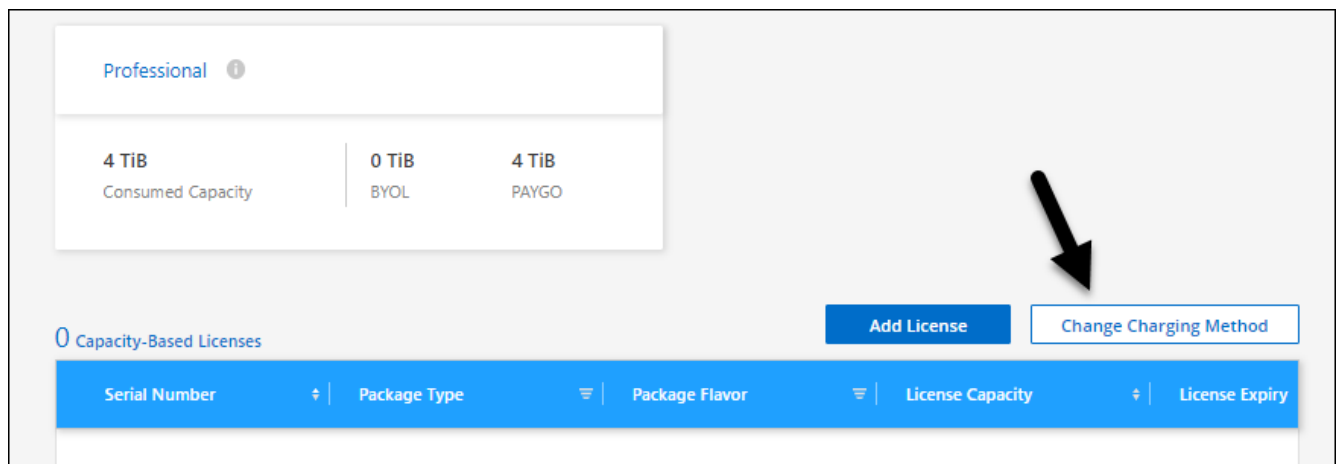 Professional
4 TiB 0 TiB 4 TiB
Consumed Capacity BYOL PAYGO
Add License Change Charging Method
0 Capacity-Based Licenses
Serial Number Package Type Package Flavor License Capacity License Expiry